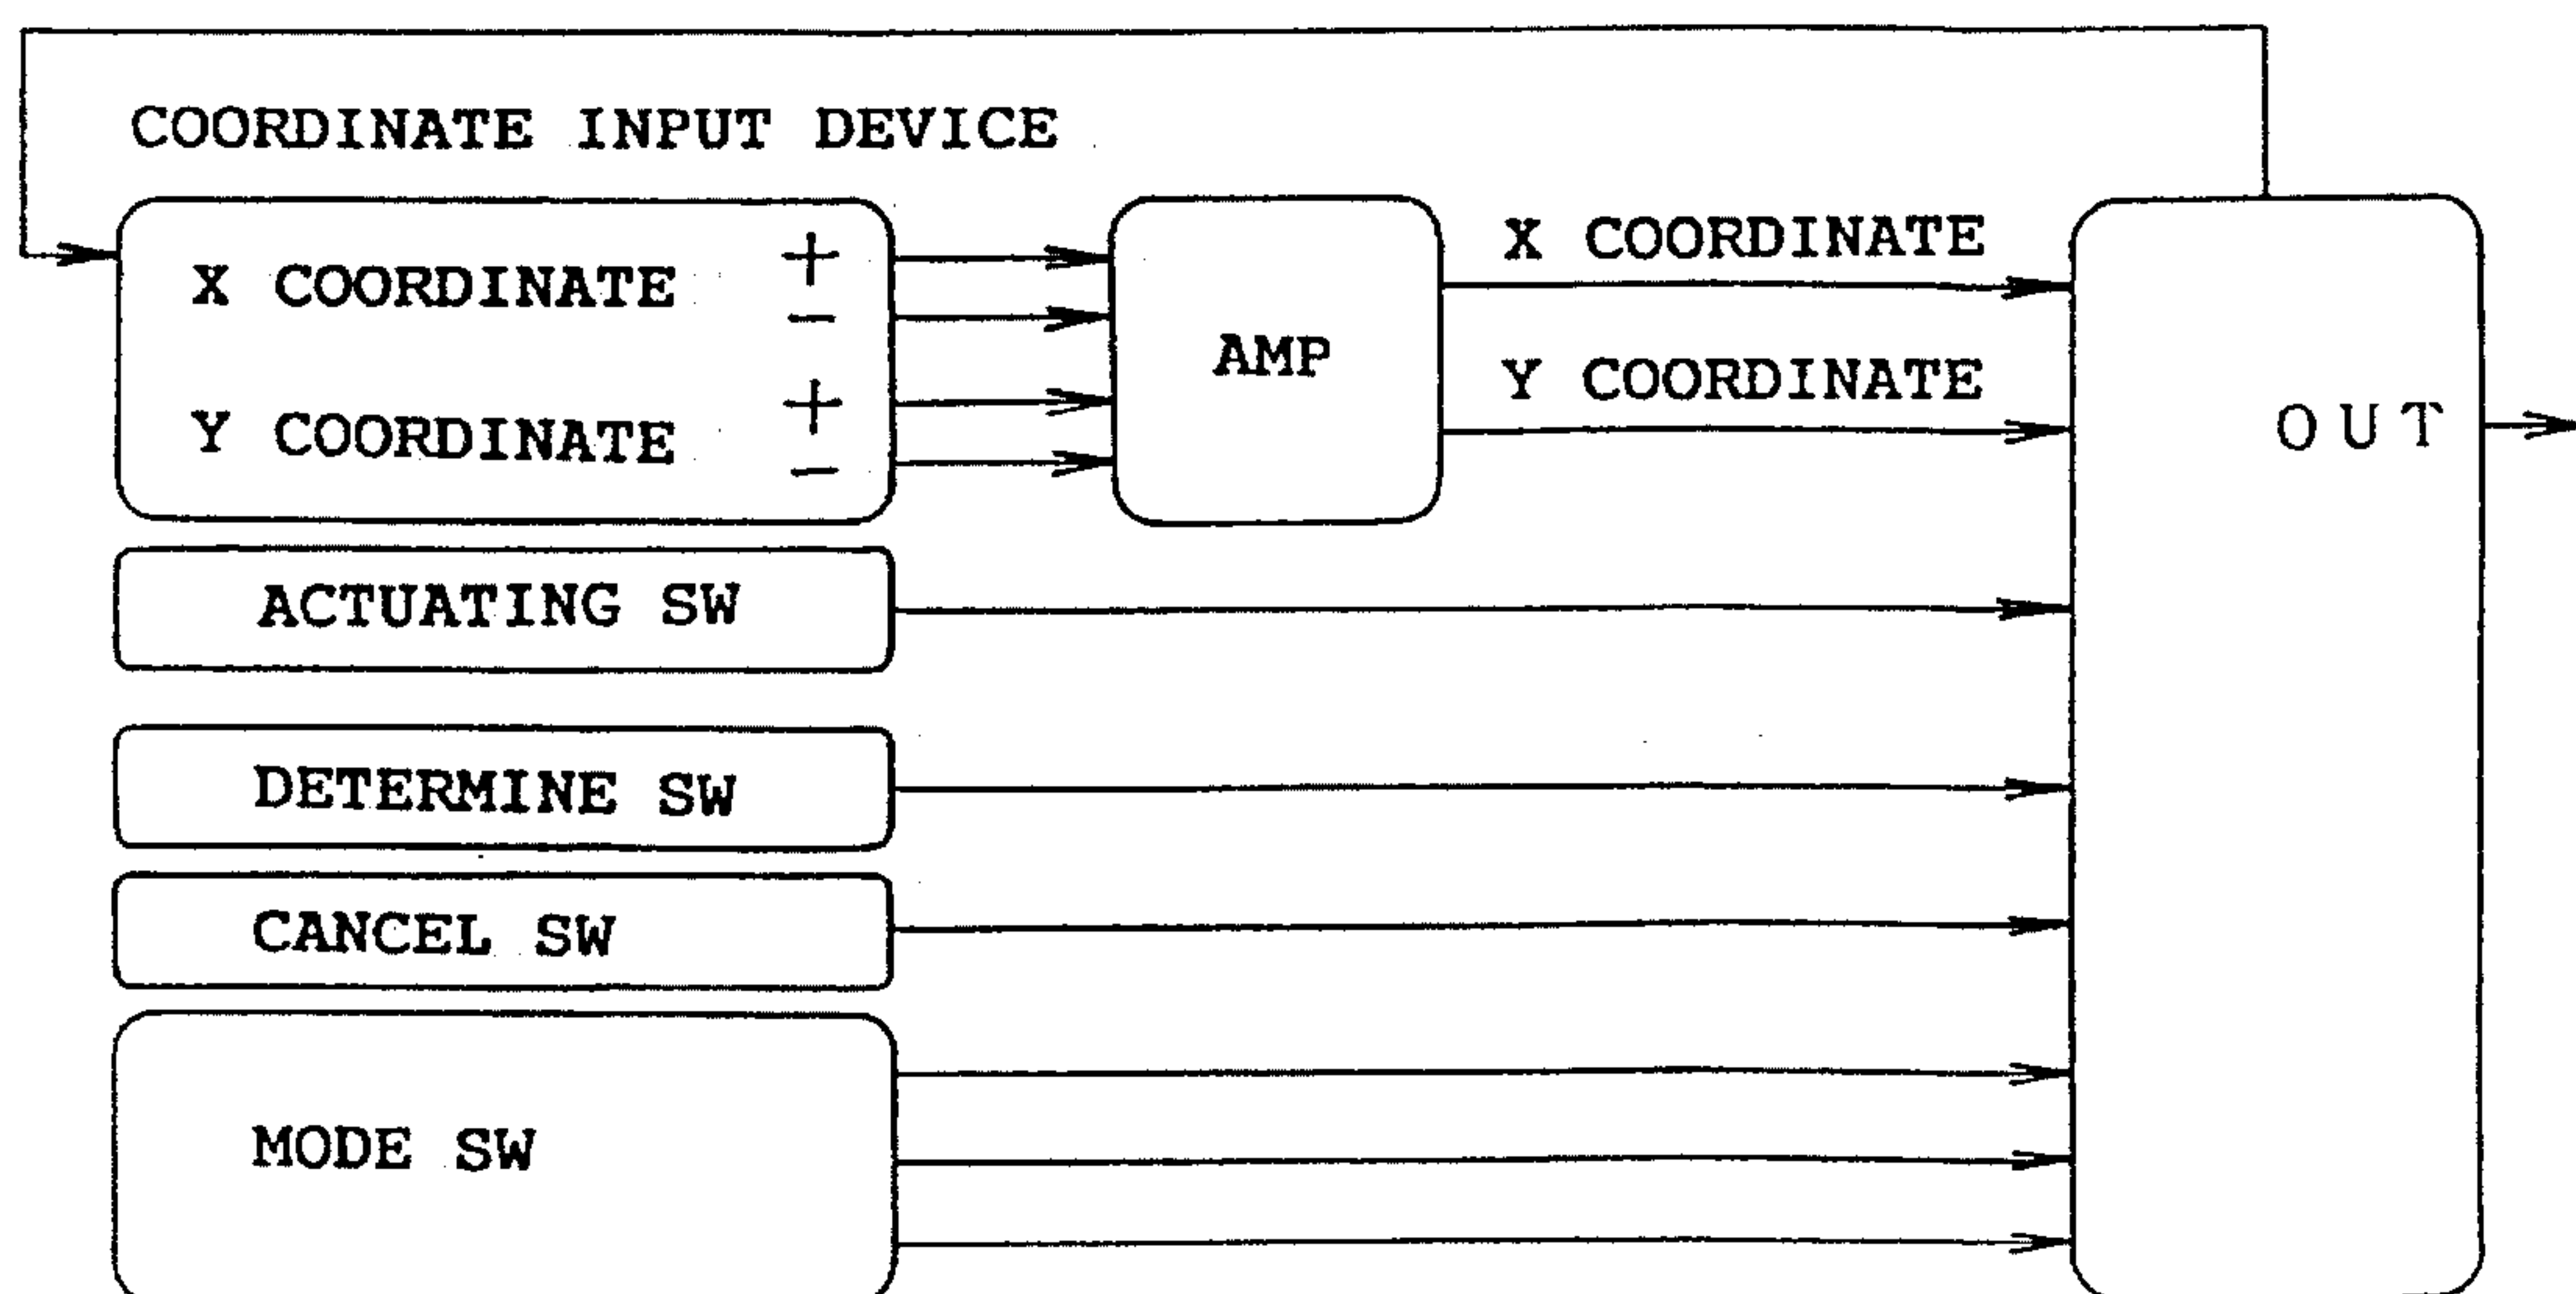 COORDINATE INPUT DEVICE
X COORDINATE +
−
Y COORDINATE +
−
AMP
X COORDINATE
Y COORDINATE
OUT
ACTUATING SW
DETERMINE SW
CANCEL SW
MODE SW